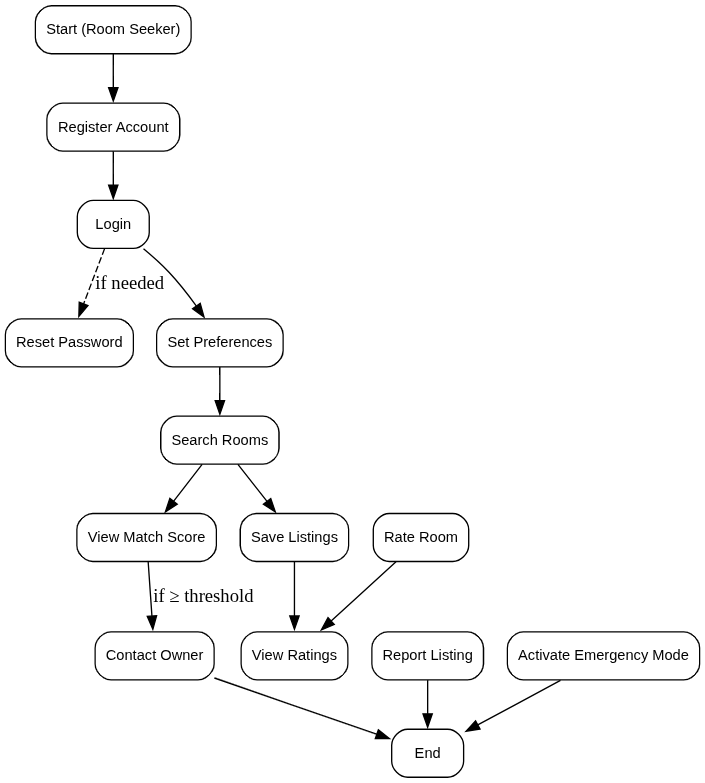 Start (Room Seeker)
Register Account
Login
if needed
Reset Password
Set Preferences
Search Rooms
View Match Score
Save Listings
Rate Room
if ≥ threshold
Contact Owner
View Ratings
Report Listing
Activate Emergency Mode
End